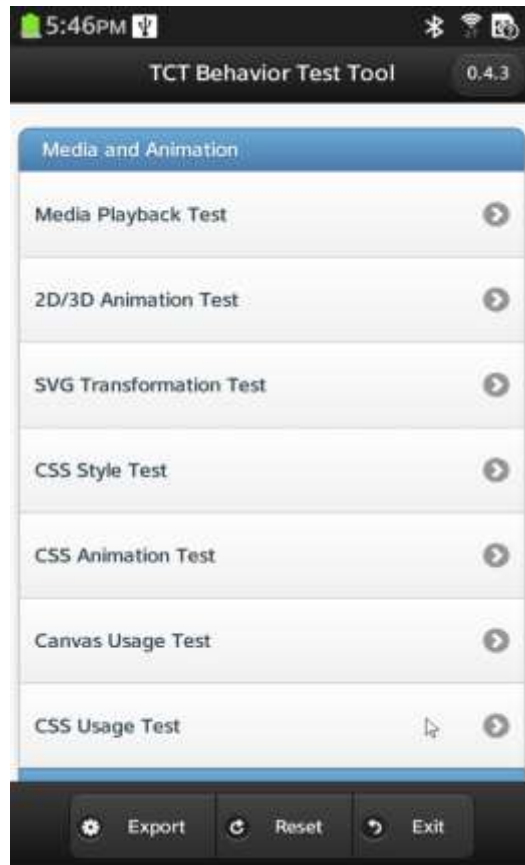 5:46PM
TCT Behavior Test Tool 0.4.3
Media and Animation
Media Playback Test
2D/3D Animation Test
SVG Transformation Test
CSS Style Test
CSS Animation Test
Canvas Usage Test
CSS Usage Test
Export Reset Exit